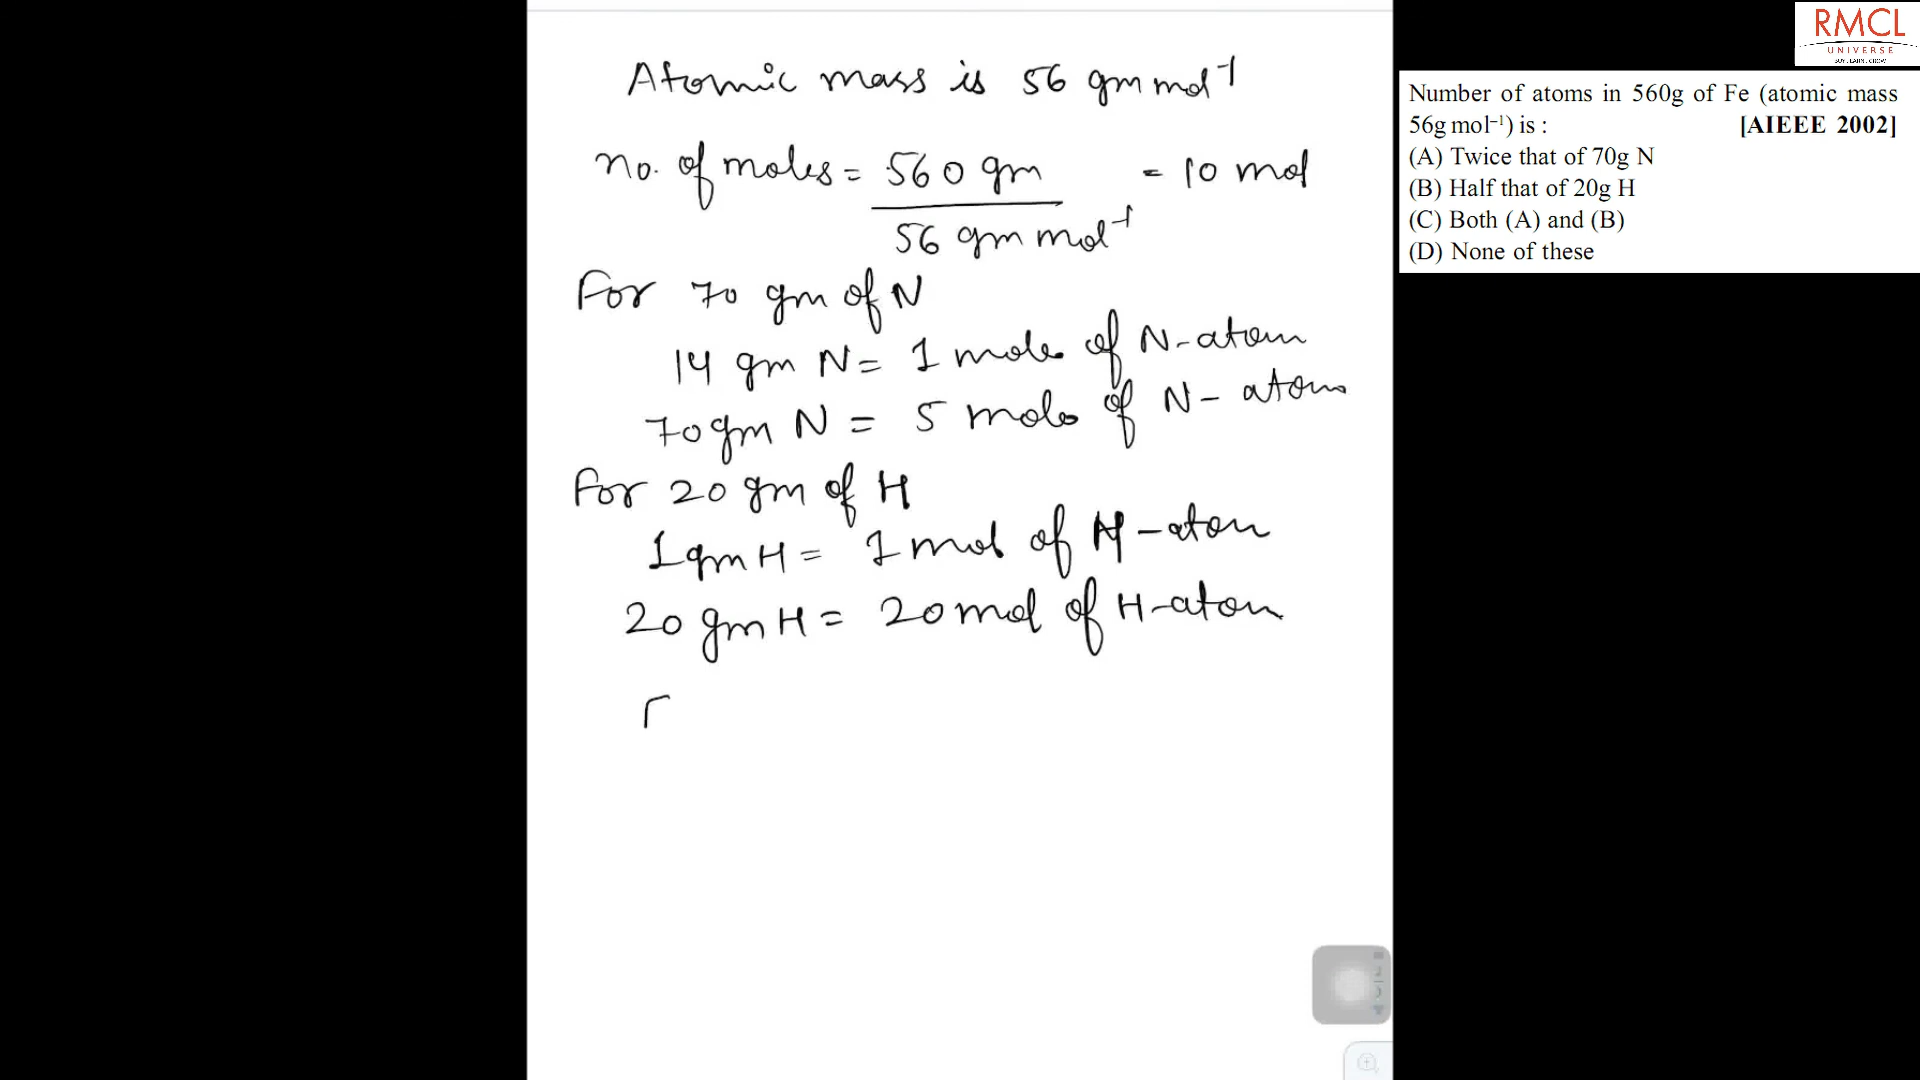 RMCL
UNIVERSE
BUY. LEARN. GROW
Atomic mass is 56 gm mol⁻¹
no. of moles = 560 gm = 10 mol
56 gm mol⁻¹
For 70 gm of N
14 gm N = 1 mole of N-atom
70 gm N = 5 mole of N-atom
For 20 gm of H
1 gm H = 1 mol of H-atom
20 gm H = 20 mol of H-atom
Number of atoms in 560g of Fe (atomic mass
56g mol⁻¹) is : [AIEEE 2002]
(A) Twice that of 70g N
(B) Half that of 20g H
(C) Both (A) and (B)
(D) None of these